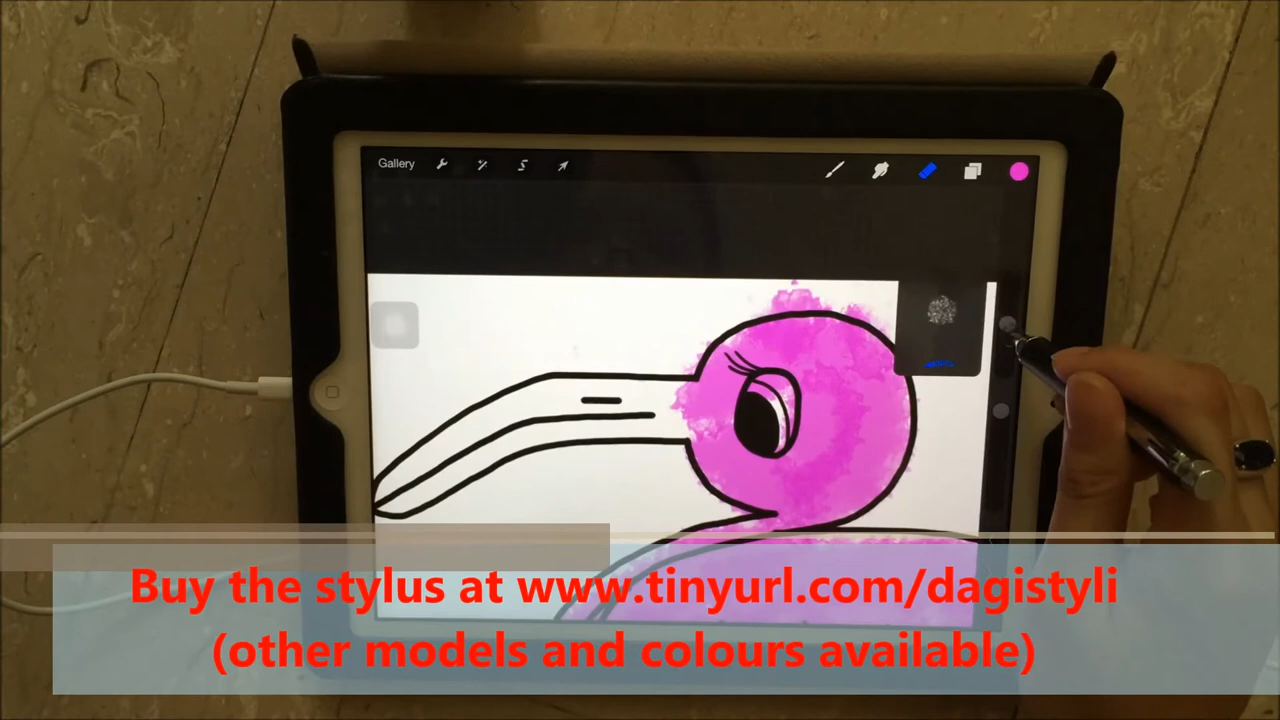 Gallery
Buy the stylus at www.tinyurl.com/dagistyli
(other models and colours available)